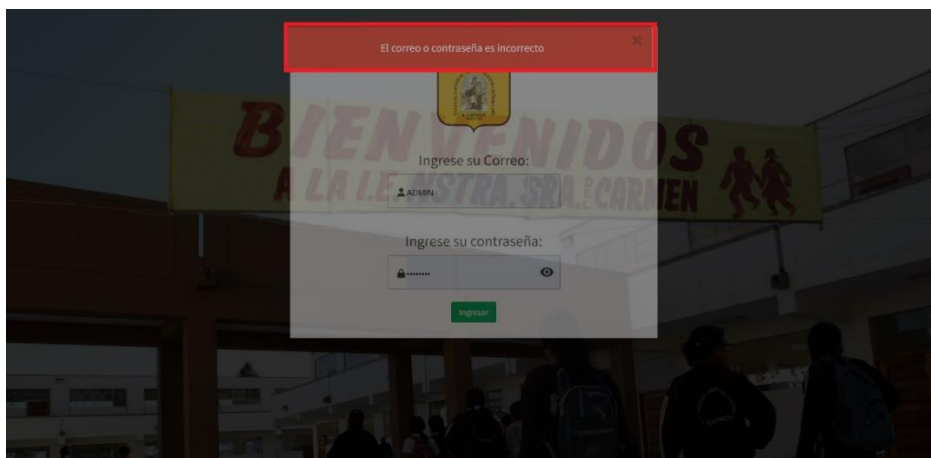 El correo o contraseña es incorrecto
BIENVENIDOS
A LA I.E. NSTRA. SRA. DEL CARMEN
Ingrese su Correo:
ADMIN
Ingrese su contraseña:
••••••••
Ingresar